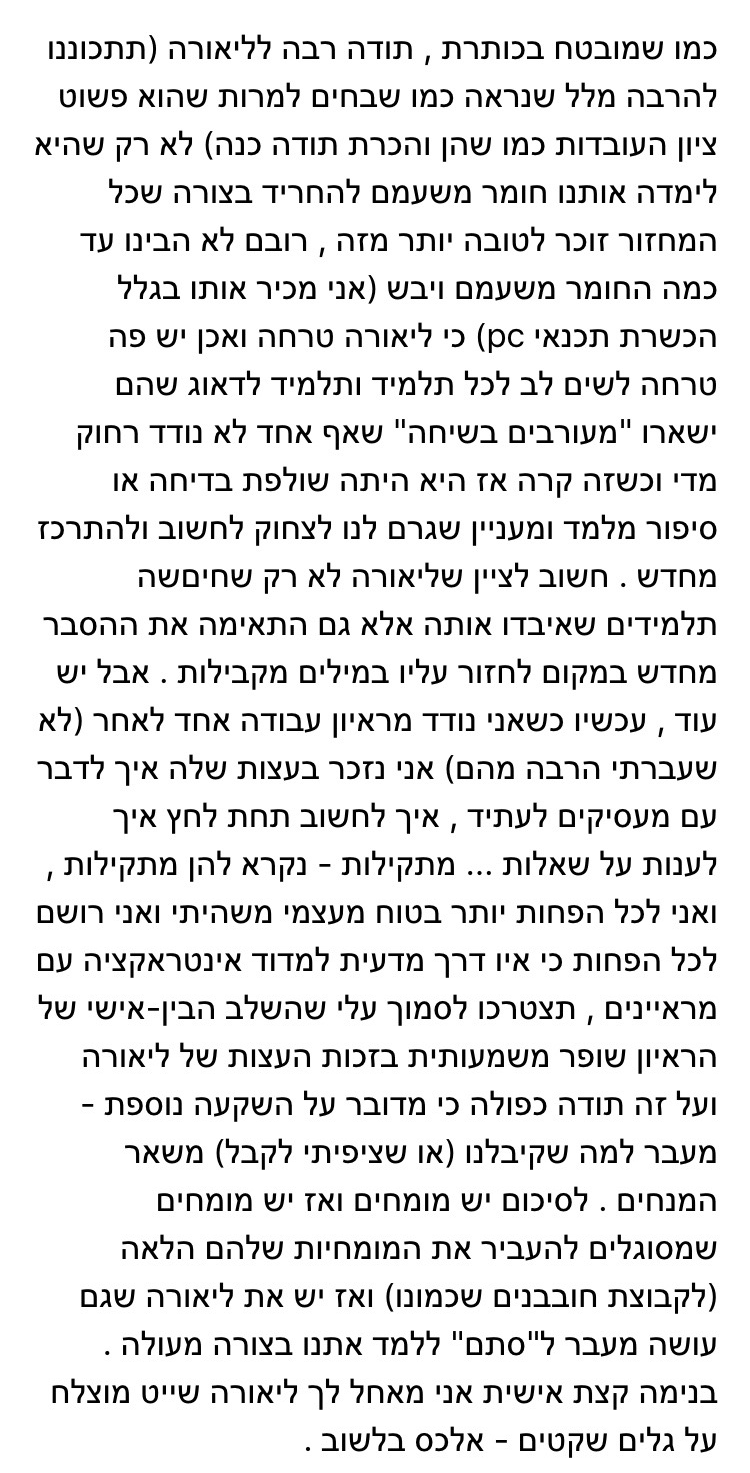 כמו שמובטח בכותרת , תודה רבה לליאורה (תתכוננו
להרבה מלל שנראה כמו שבחים למרות שהוא פשוט
ציון העובדות כמו שהן והכרת תודה כנה) לא רק שהיא
לימדה אותנו חומר משעמם להחריד בצורה שכל
המחזור זוכר לטובה יותר מזה , רובם לא הבינו עד
כמה החומר משעמם ויבש (אני מכיר אותו בגלל
הכשרת תכנאי pc) כי ליאורה טרחה ואכן יש פה
טרחה לשים לב לכל תלמיד ותלמיד לדאוג שהם
ישארו "מעורבים בשיחה" שאף אחד לא נודד רחוק
מדי וכשזה קרה אז היא היתה שולפת בדיחה או
סיפור מלמד ומעניין שגרם לנו לצחוק לחשוב ולהתרכז
מחדש . חשוב לציין שליאורה לא רק שחיםשה
תלמידים שאיבדו אותה אלא גם התאימה את ההסבר
מחדש במקום לחזור עליו במילים מקבילות . אבל יש
עוד , עכשיו כשאני נודד מראיון עבודה אחד לאחר (לא
שעברתי הרבה מהם) אני נזכר בעצות שלה איך לדבר
עם מעסיקים לעתיד , איך לחשוב תחת לחץ איך
לענות על שאלות ... מתקילות - נקרא להן מתקילות ,
ואני לכל הפחות יותר בטוח מעצמי משהיתי ואני רושם
לכל הפחות כי איו דרך מדעית למדוד אינטראקציה עם
מראיינים , תצטרכו לסמוך עלי שהשלב הבין-אישי של
הראיון שופר משמעותית בזכות העצות של ליאורה
ועל זה תודה כפולה כי מדובר על השקעה נוספת -
מעבר למה שקיבלנו (או שציפיתי לקבל) משאר
המנחים . לסיכום יש מומחים ואז יש מומחים
שמסוגלים להעביר את המומחיות שלהם הלאה
(לקבוצת חובבנים שכמונו) ואז יש את ליאורה שגם
עושה מעבר ל"סתם" ללמד אתנו בצורה מעולה .
בנימה קצת אישית אני מאחל לך ליאורה שייט מוצלח
על גלים שקטים - אלכס בלשוב .